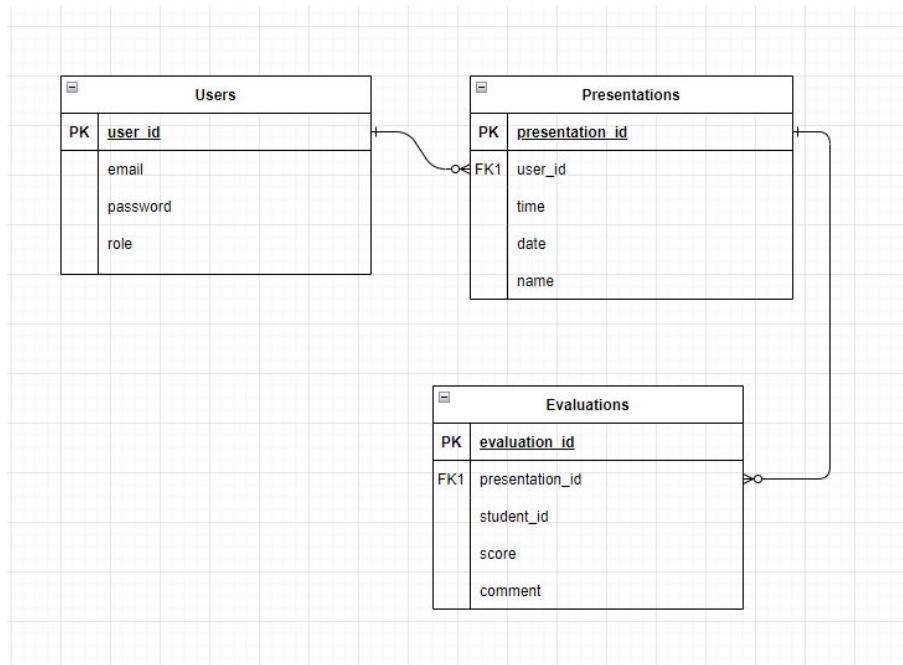 Users
PK user_id
email
password
role
Presentations
PK presentation_id
FK1 user_id
time
date
name
Evaluations
PK evaluation_id
FK1 presentation_id
student_id
score
comment